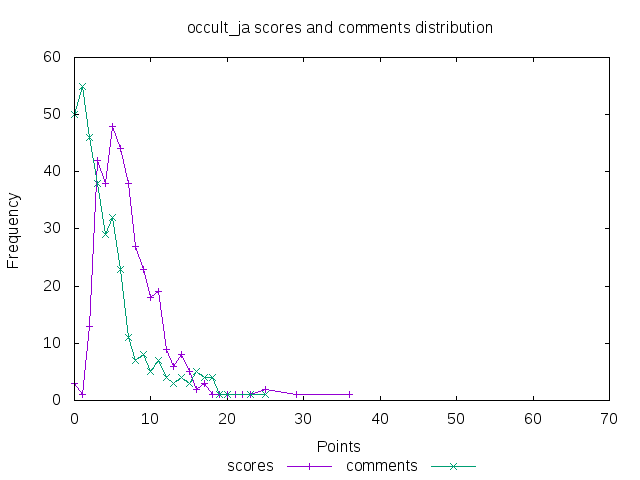 occult_ja scores and comments distribution
60
50
40
30
20
10
0
Frequency
0 10 20 30 40 50 60 70
Points
scores comments